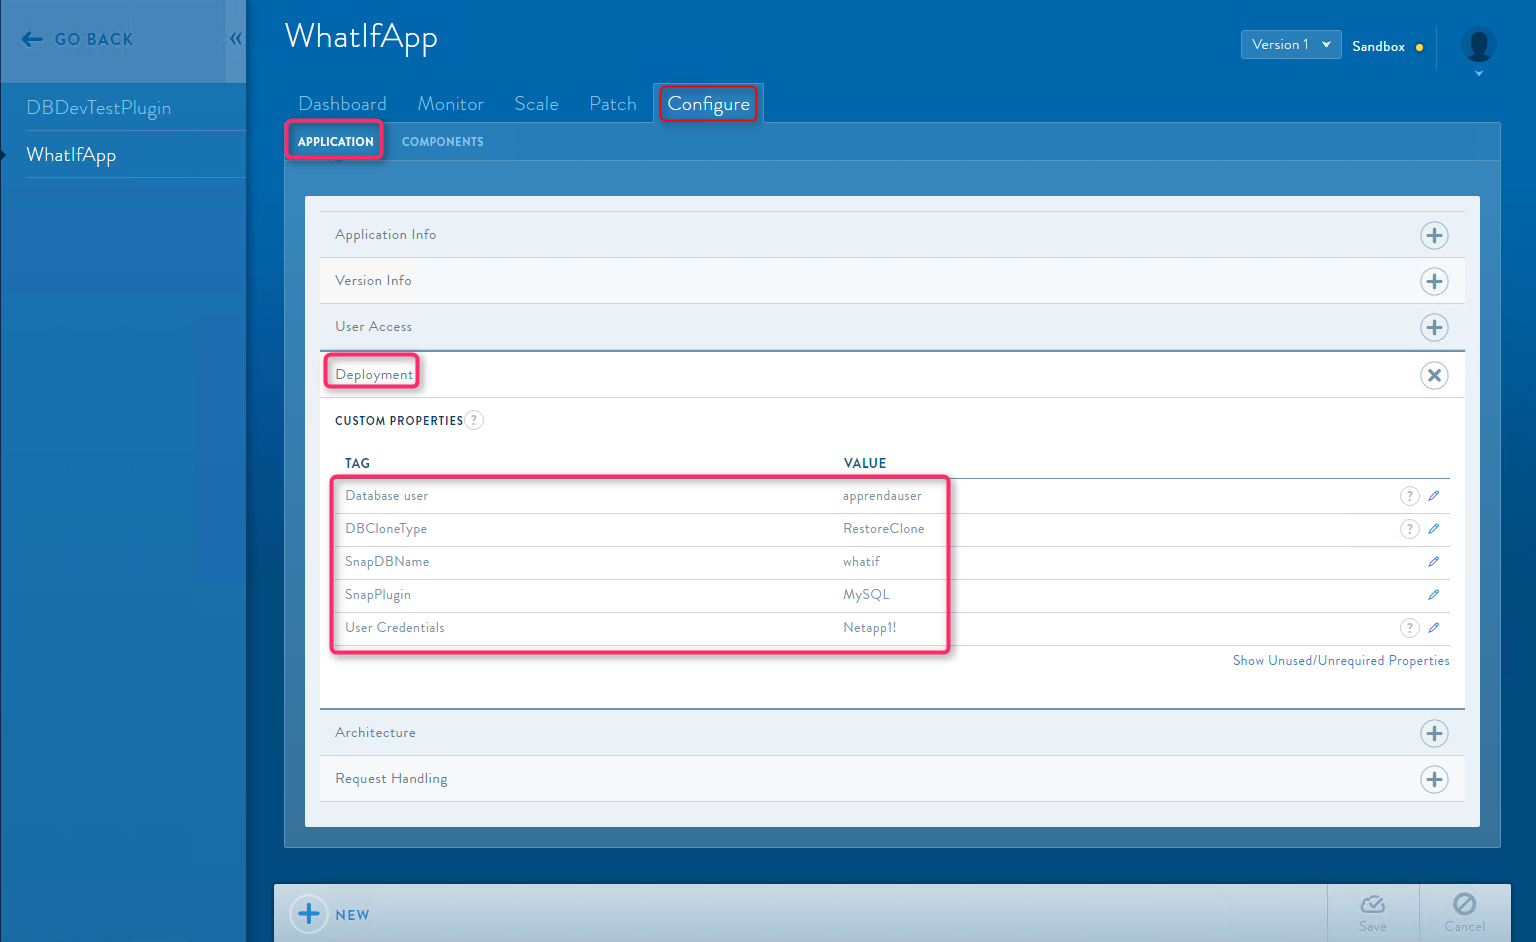 GO BACK
«
WhatIfApp
Version 1
Sandbox
DBDevTestPlugin
WhatIfApp
Dashboard Monitor Scale Patch Configure
APPLICATION COMPONENTS
Application Info
Version Info
User Access
Deployment
CUSTOM PROPERTIES ?
TAG VALUE
Database user apprendauser ?
DBCloneType RestoreClone ?
SnapDBName whatif
SnapPlugin MySQL
User Credentials Netapp1! ?
Show Unused/Unrequired Properties
Architecture
Request Handling
NEW
Save
Cancel